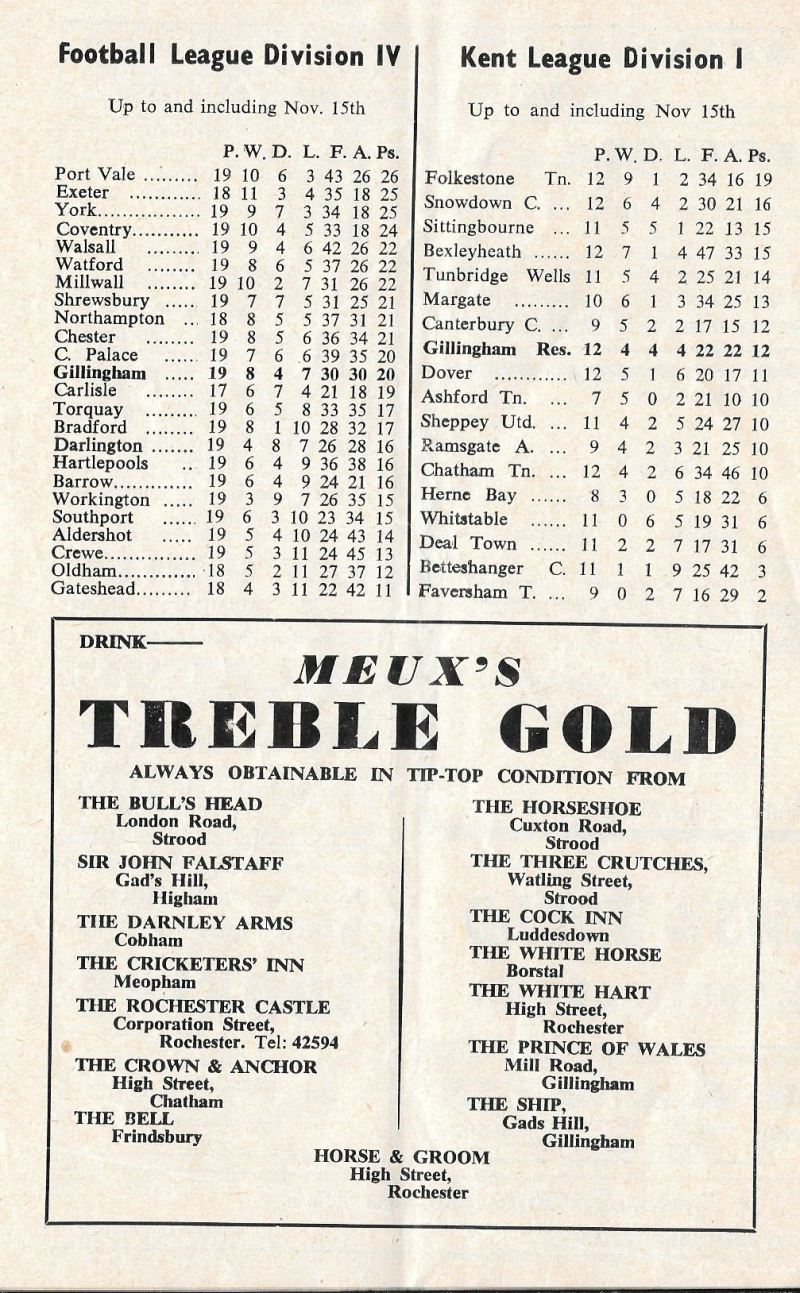 Football League Division IV
Up to and including Nov. 15th
P. W. D. L. F. A. Ps.
Port Vale ......... 19 10 6 3 43 26 26
Exeter ............ 18 11 3 4 35 18 25
York................. 19 9 7 3 34 18 25
Coventry........... 19 10 4 5 33 18 24
Walsall ......... 19 9 4 6 42 26 22
Watford ........ 19 8 6 5 37 26 22
Millwall ........ 19 10 2 7 31 26 22
Shrewsbury ..... 19 7 7 5 31 25 21
Northampton ... 18 8 5 5 37 31 21
Chester ........ 19 8 5 6 36 34 21
C. Palace ..... 19 7 6 6 39 35 20
Gillingham ..... 19 8 4 7 30 30 20
Carlisle ........ 17 6 7 4 21 18 19
Torquay ......... 19 6 5 8 33 35 17
Bradford ........ 19 8 1 10 28 32 17
Darlington ....... 19 4 8 7 26 28 16
Hartlepools .. 19 6 4 9 36 38 16
Barrow............. 19 6 4 9 24 21 16
Workington ..... 19 3 9 7 26 35 15
Southport ..... 19 6 3 10 23 34 15
Aldershot ..... 19 5 4 10 24 43 14
Crewe............... 19 5 3 11 24 45 13
Oldham............. 18 5 2 11 27 37 12
Gateshead......... 18 4 3 11 22 42 11
Kent League Division I
Up to and including Nov 15th
P. W. D. L. F. A. Ps.
Folkestone Tn. 12 9 1 2 34 16 19
Snowdown C. ... 12 6 4 2 30 21 16
Sittingbourne ... 11 5 5 1 22 13 15
Bexleyheath ...... 12 7 1 4 47 33 15
Tunbridge Wells 11 5 4 2 25 21 14
Margate ......... 10 6 1 3 34 25 13
Canterbury C. ... 9 5 2 2 17 15 12
Gillingham Res. 12 4 4 4 22 22 12
Dover ............ 12 5 1 6 20 17 11
Ashford Tn. ... 7 5 0 2 21 10 10
Sheppey Utd. ... 11 4 2 5 24 27 10
Ramsgate A. ... 9 4 2 3 21 25 10
Chatham Tn. ... 12 4 2 6 34 46 10
Herne Bay ...... 8 3 0 5 18 22 6
Whitstable ...... 11 0 6 5 19 31 6
Deal Town ...... 11 2 2 7 17 31 6
Betteshanger C. 11 1 1 9 25 42 3
Faversham T. ... 9 0 2 7 16 29 2
DRINK——
MEUX'S
TREBLE GOLD
ALWAYS OBTAINABLE IN TIP-TOP CONDITION FROM
THE BULL'S HEAD
London Road,
Strood
SIR JOHN FALSTAFF
Gad's Hill,
Higham
THE DARNLEY ARMS
Cobham
THE CRICKETERS' INN
Meopham
THE ROCHESTER CASTLE
Corporation Street,
Rochester. Tel: 42594
THE CROWN & ANCHOR
High Street,
Chatham
THE BELL
Frindsbury
THE HORSESHOE
Cuxton Road,
Strood
THE THREE CRUTCHES,
Watling Street,
Strood
THE COCK INN
Luddesdown
THE WHITE HORSE
Borstal
THE WHITE HART
High Street,
Rochester
THE PRINCE OF WALES
Mill Road,
Gillingham
THE SHIP,
Gads Hill,
Gillingham
HORSE & GROOM
High Street,
Rochester